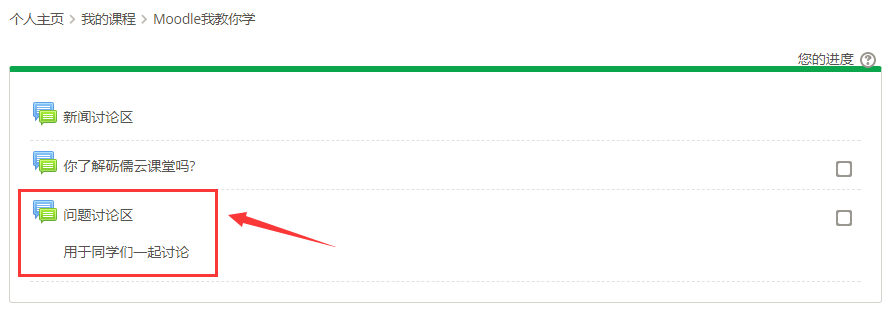 个人主页 > 我的课程 > Moodle我教你学
您的进度 ?
新闻讨论区
你了解砺儒云课堂吗?
问题讨论区
用于同学们一起讨论